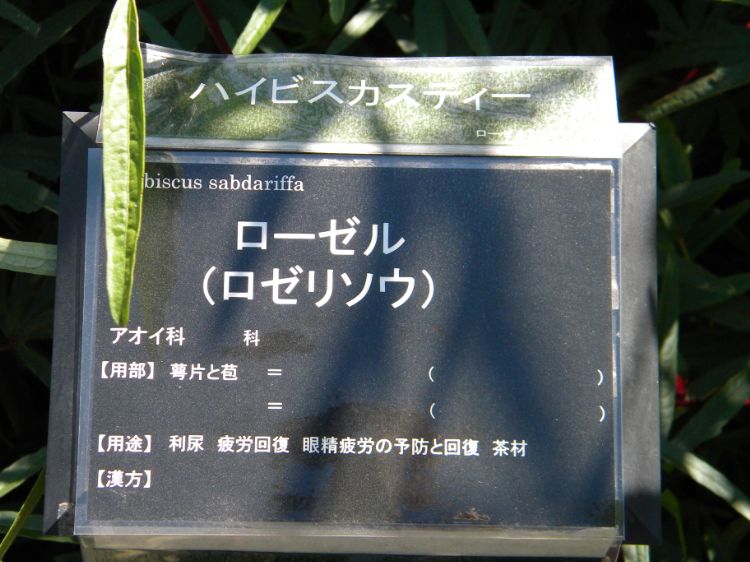 ハイビスカスティー
biscus sabdariffa
ローゼル
(ロゼリソウ)
アオイ科 科
【用部】 萼片と苞 = ( )
= ( )
【用途】 利尿 疲労回復 眼精疲労の予防と回復 茶材
【漢方】